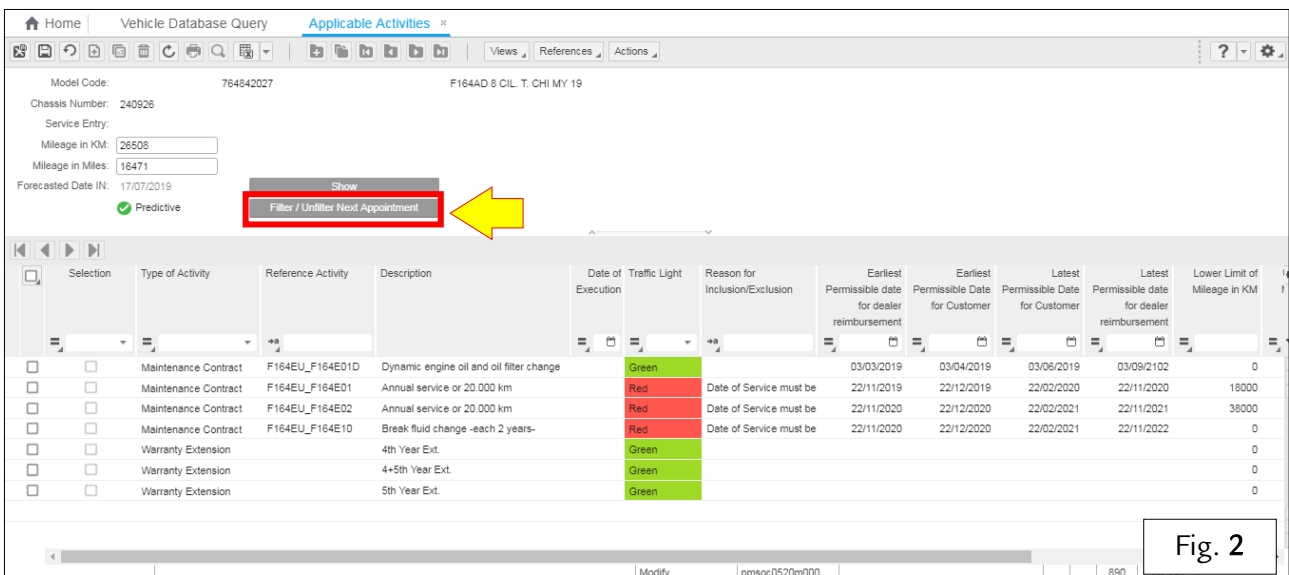 Home Vehicle Database Query Applicable Activities ×
Views References Actions ?
Model Code: 764842027 F164AD 8 CIL. T. CHI MY 19
Chassis Number: 240926
Service Entry:
Mileage in KM: 26508
Mileage in Miles: 16471
Forecasted Date IN: 17/07/2019 Show
Predictive Filter / Unfilter Next Appointment
Selection Type of Activity Reference Activity Description Date of Execution Traffic Light Reason for Inclusion/Exclusion Earliest Permissible date for dealer reimbursement Earliest Permissible Date for Customer Latest Permissible Date for Customer Latest Permissible date for dealer reimbursement Lower Limit of Mileage in KM
Maintenance Contract F164EU_F164E01D Dynamic engine oil and oil filter change Green 03/03/2019 03/04/2019 03/06/2019 03/09/2102 0
Maintenance Contract F164EU_F164E01 Annual service or 20.000 km Red Date of Service must be 22/11/2019 22/12/2019 22/02/2020 22/11/2020 18000
Maintenance Contract F164EU_F164E02 Annual service or 20.000 km Red Date of Service must be 22/11/2020 22/12/2020 22/02/2021 22/11/2021 38000
Maintenance Contract F164EU_F164E10 Break fluid change -each 2 years- Red Date of Service must be 22/11/2020 22/12/2020 22/02/2021 22/11/2022 0
Warranty Extension 4th Year Ext. Green 0
Warranty Extension 4+5th Year Ext. Green 0
Warranty Extension 5th Year Ext. Green 0
Fig. 2
Modify nmsoc0520m000 890